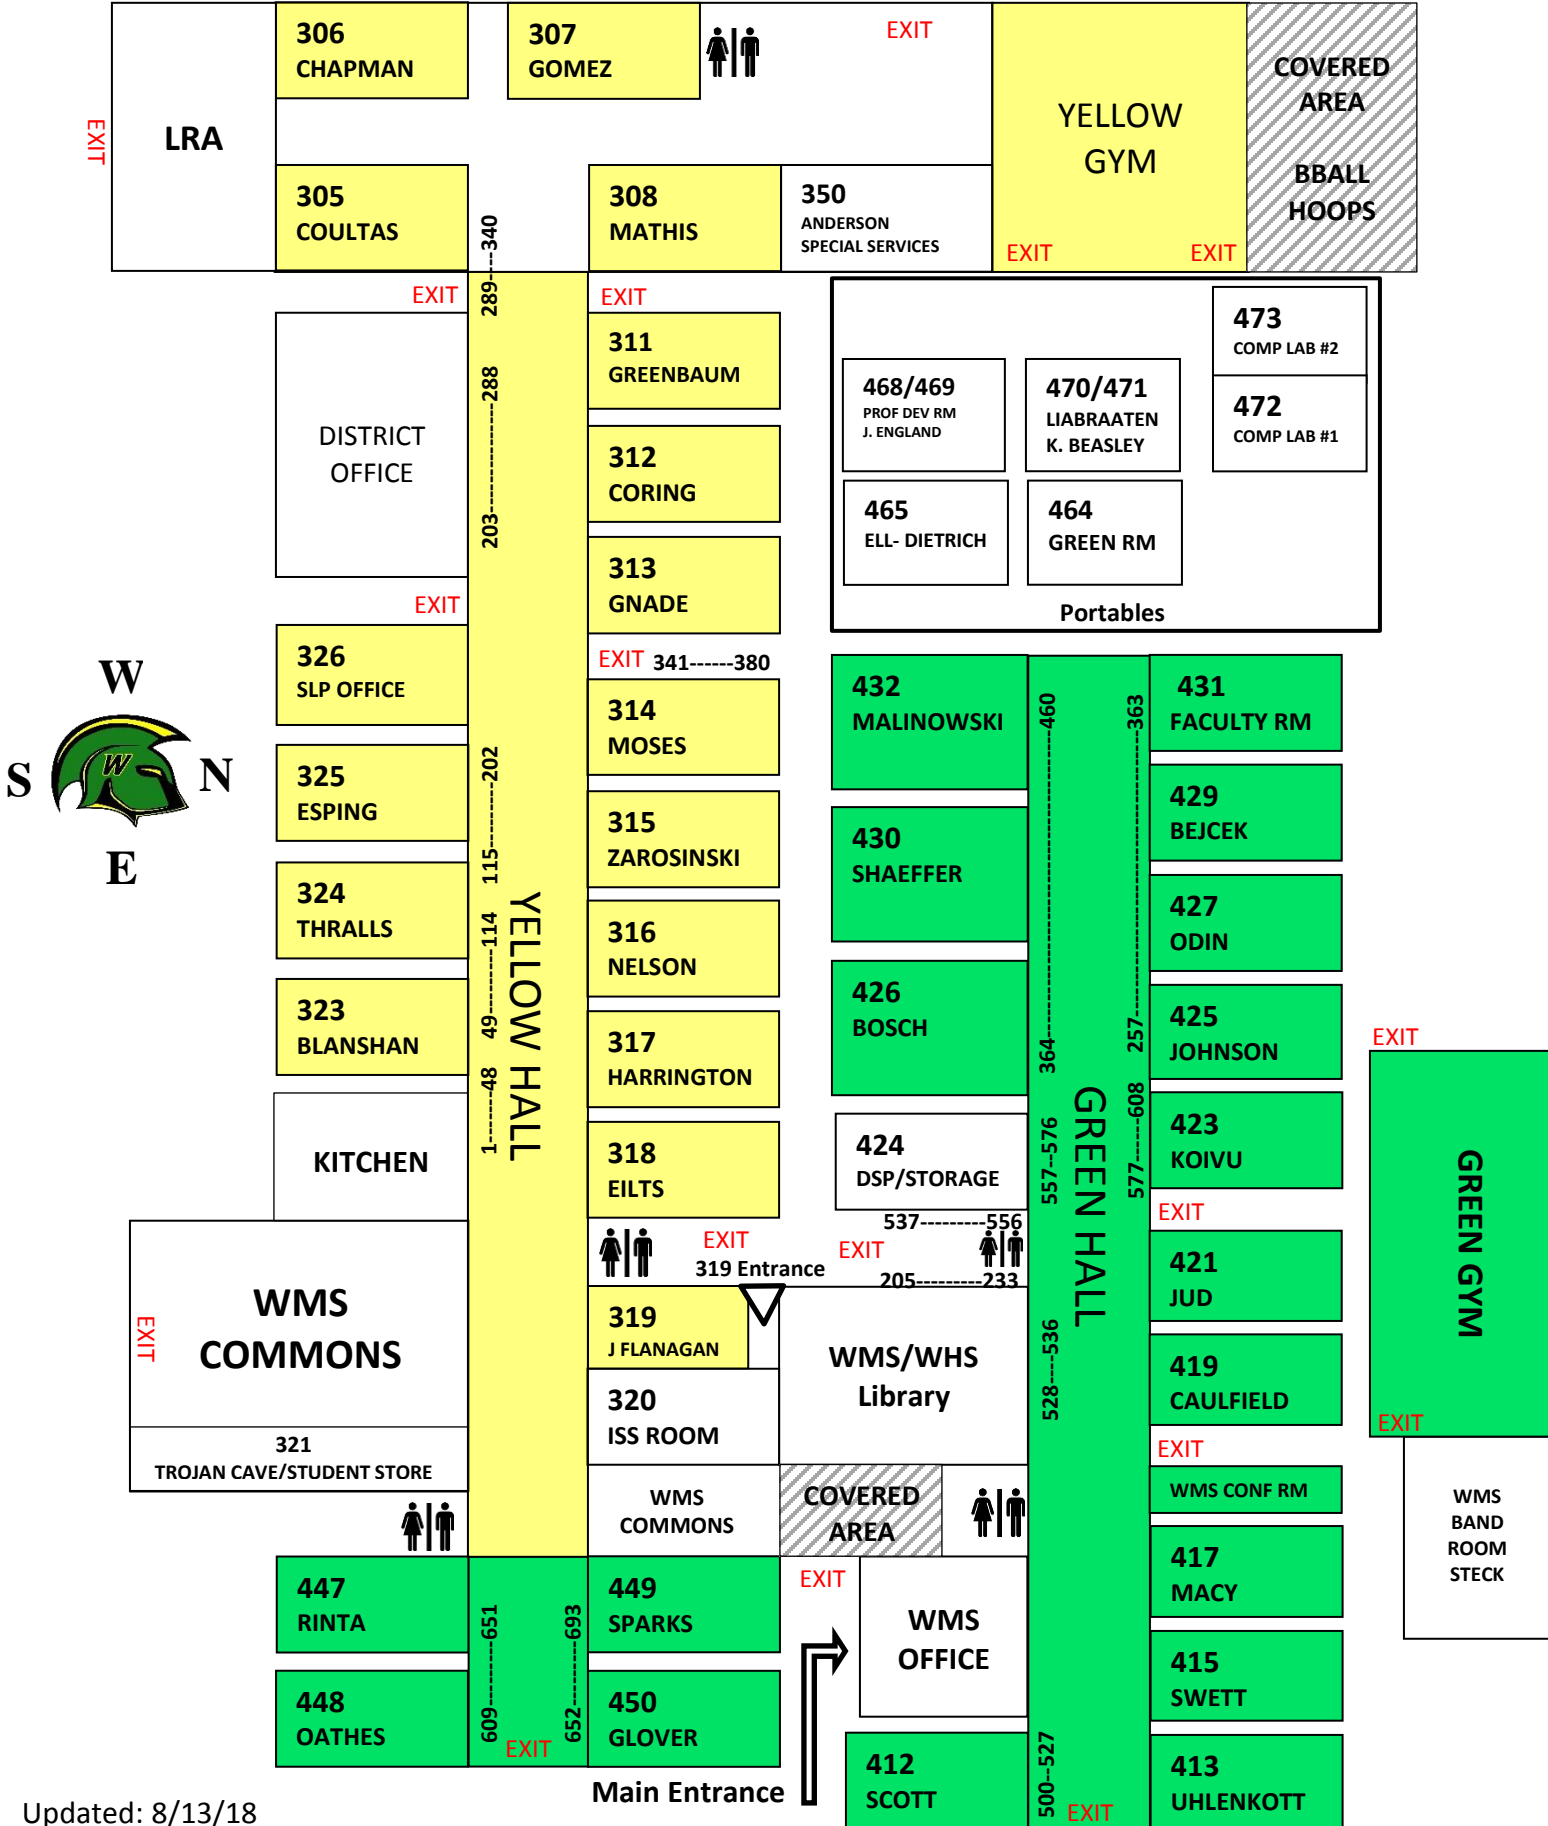 306
CHAPMAN
307
GOMEZ
EXIT
YELLOW
GYM
COVERED
AREA
BBALL
HOOPS
EXIT
LRA
305
COULTAS
308
MATHIS
350
ANDERSON
SPECIAL SERVICES
EXIT
EXIT
289----340
EXIT
EXIT
DISTRICT
OFFICE
203-----------288
311
GREENBAUM
312
CORING
313
GNADE
468/469
PROF DEV RM
J. ENGLAND
470/471
LIABRAATEN
K. BEASLEY
473
COMP LAB #2
472
COMP LAB #1
465
ELL- DIETRICH
464
GREEN RM
Portables
EXIT
EXIT 341------380
326
SLP OFFICE
325
ESPING
324
THRALLS
323
BLANSHAN
W
S
W
N
E
115---------202
49-------114
1------48
YELLOW HALL
314
MOSES
315
ZAROSINSKI
316
NELSON
317
HARRINGTON
318
EILTS
432
MALINOWSKI
430
SHAEFFER
426
BOSCH
424
DSP/STORAGE
364----------------------------460
557--576
257--------------------------363
577------608
GREEN HALL
431
FACULTY RM
429
BEJCEK
427
ODIN
425
JOHNSON
423
KOIVU
EXIT
EXIT
GREEN GYM
EXIT
KITCHEN
WMS
COMMONS
EXIT
321
TROJAN CAVE/STUDENT STORE
EXIT
319 Entrance
EXIT
537---------556
205---------233
319
J FLANAGAN
320
ISS ROOM
WMS/WHS
Library
528----536
421
JUD
419
CAULFIELD
EXIT
WMS CONF RM
WMS
COMMONS
COVERED
AREA
WMS
BAND
ROOM
STECK
447
RINTA
448
OATHES
609------651
652-------693
EXIT
449
SPARKS
450
GLOVER
EXIT
WMS
OFFICE
417
MACY
415
SWETT
Main Entrance
412
SCOTT
500--527
EXIT
413
UHLENKOTT
Updated: 8/13/18